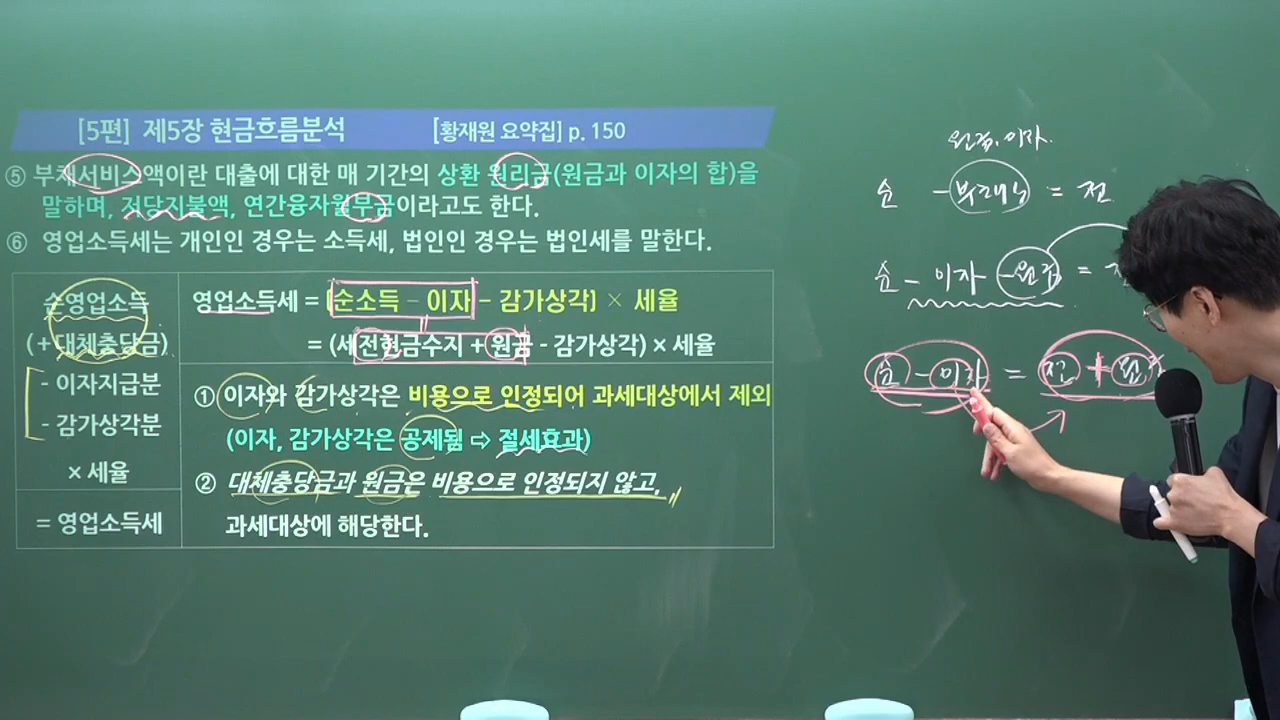 [5편] 제5장 현금흐름분석 [황재원 요약집] p. 150
⑤ 부채서비스액이란 대출에 대한 매 기간의 상환 원리금(원금과 이자의 합)을
말하며, 저당지불액, 연간융자월부금이라고도 한다.
⑥ 영업소득세는 개인인 경우는 소득세, 법인인 경우는 법인세를 말한다.
순영업소득
(+대체충당금)
- 이자지급분
- 감가상각분
× 세율
= 영업소득세
영업소득세 = [순소득 - 이자 - 감가상각] × 세율
= (세전현금수지 + 원금 - 감가상각) × 세율
① 이자와 감가상각은 비용으로 인정되어 과세대상에서 제외
(이자, 감가상각은 공제됨 ⇨ 절세효과)
② 대체충당금과 원금은 비용으로 인정되지 않고,
과세대상에 해당한다.
원금. 이자.
순 - 부채서 = 전
순 - 이자 - 원금 =
순 - 이자 = 전 + 원금